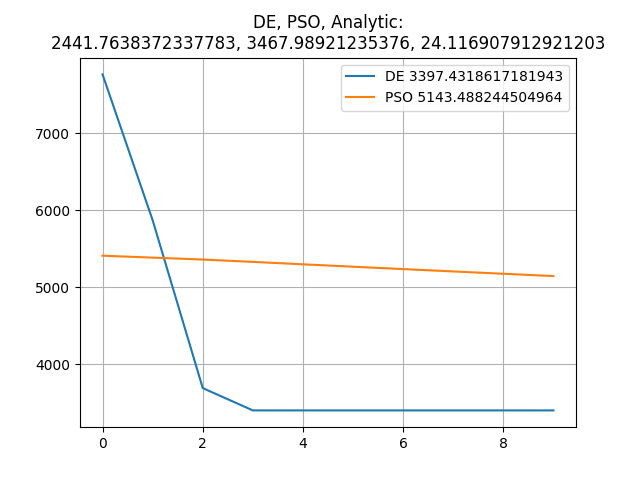 DE, PSO, Analytic:
2441.7638372337783, 3467.98921235376, 24.116907912921203
DE 3397.4318617181943
PSO 5143.488244504964
7000
6000
5000
4000
0 2 4 6 8